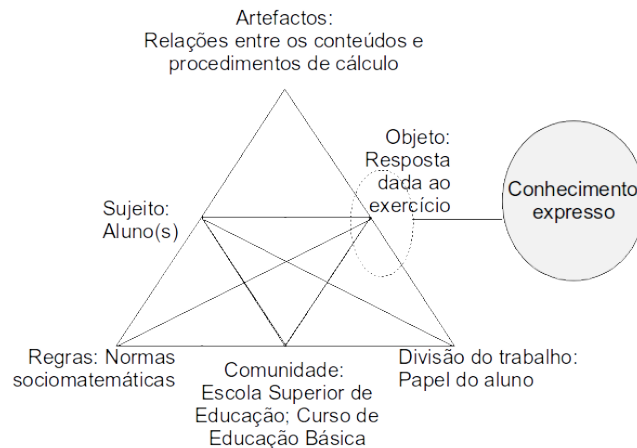 Artefactos:
Relações entre os conteúdos e
procedimentos de cálculo
Objeto:
Resposta
dada ao
exercício
Conhecimento
expresso
Sujeito:
Aluno(s)
Regras: Normas
sociomatemáticas
Comunidade:
Escola Superior de
Educação; Curso de
Educação Básica
Divisão do trabalho:
Papel do aluno